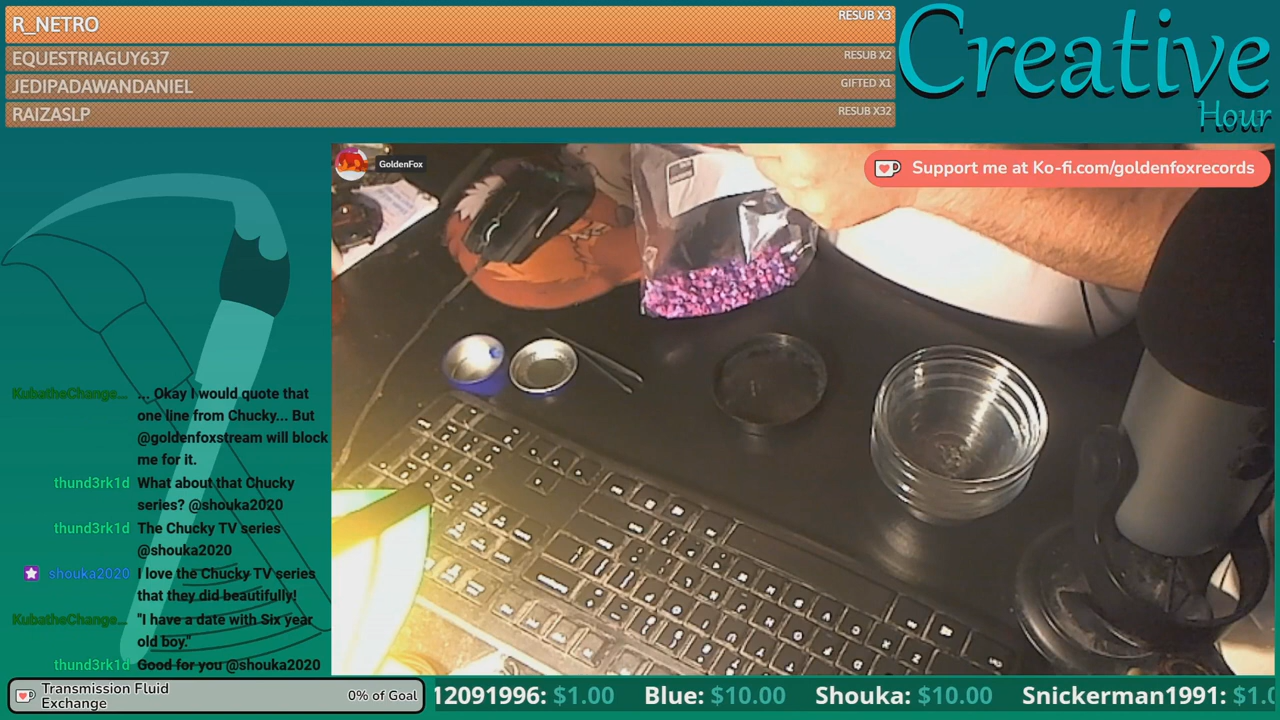 R_NETRO
RESUB X3
EQUESTRIAGUY637
RESUB X2
JEDIPADAWANDANIEL
GIFTED X1
RAIZASLP
RESUB X32
Creative
Hour
GoldenFox
Support me at Ko-fi.com/goldenfoxrecords
KubatheChange... ... Okay I would quote that
one line from Chucky... But
@goldenfoxstream will block
me for it.
thund3rk1d What about that Chucky
series? @shouka2020
thund3rk1d The Chucky TV series
@shouka2020
shouka2020 I love the Chucky TV series
that they did beautifully!
KubatheChange... "I have a date with Six year
old boy."
thund3rk1d Good for you @shouka2020
Transmission Fluid
Exchange
0% of Goal
12091996: $1.00 Blue: $10.00 Shouka: $10.00 Snickerman1991: $1.0